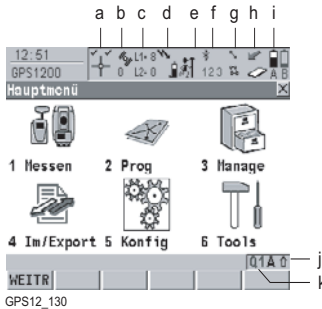 a b c d e f g h i
12:51 L1- 8
GPS1200 0 L2- 0 123 A B
Hauptmenü
1 Messen 2 Prog 3 Manage
4 Im/Export 5 Konfig 6 Tools
Q1A 0 j
WEITR k
GPS12_130